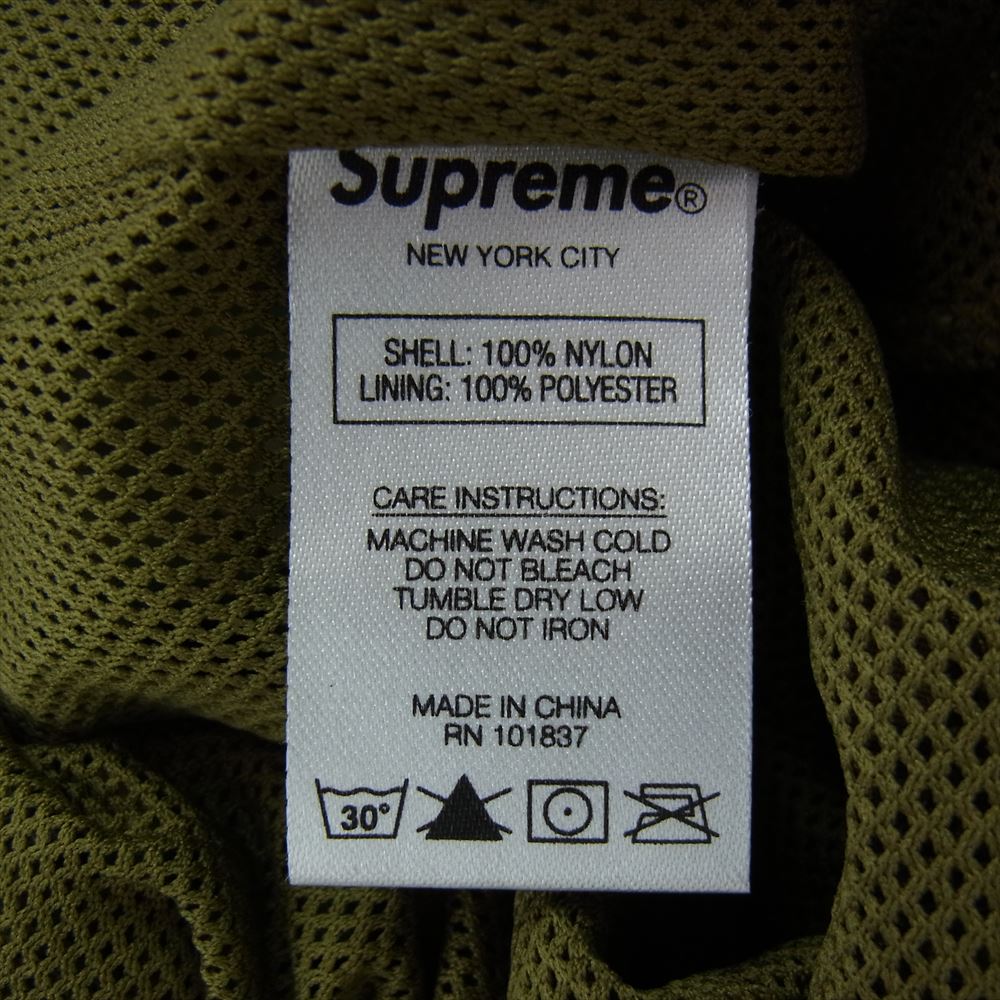 Supreme®
NEW YORK CITY
SHELL: 100% NYLON
LINING: 100% POLYESTER
CARE INSTRUCTIONS:
MACHINE WASH COLD
DO NOT BLEACH
TUMBLE DRY LOW
DO NOT IRON
MADE IN CHINA
RN 101837
30°